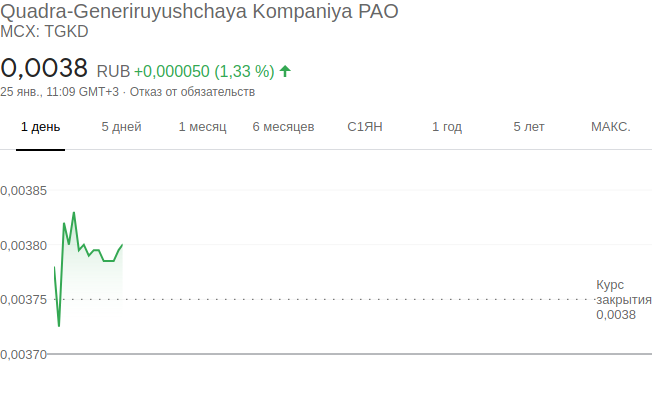 Quadra-Generiruyushchaya Kompaniya PAO
MCX: TGKD
0,0038 RUB +0,000050 (1,33 %)
25 янв., 11:09 GMT+3 · Отказ от обязательств
1 день 5 дней 1 месяц 6 месяцев С1ЯН 1 год 5 лет МАКС.
0,00385
0,00380
Курс
0,00375 закрытия
0,0038
0,00370